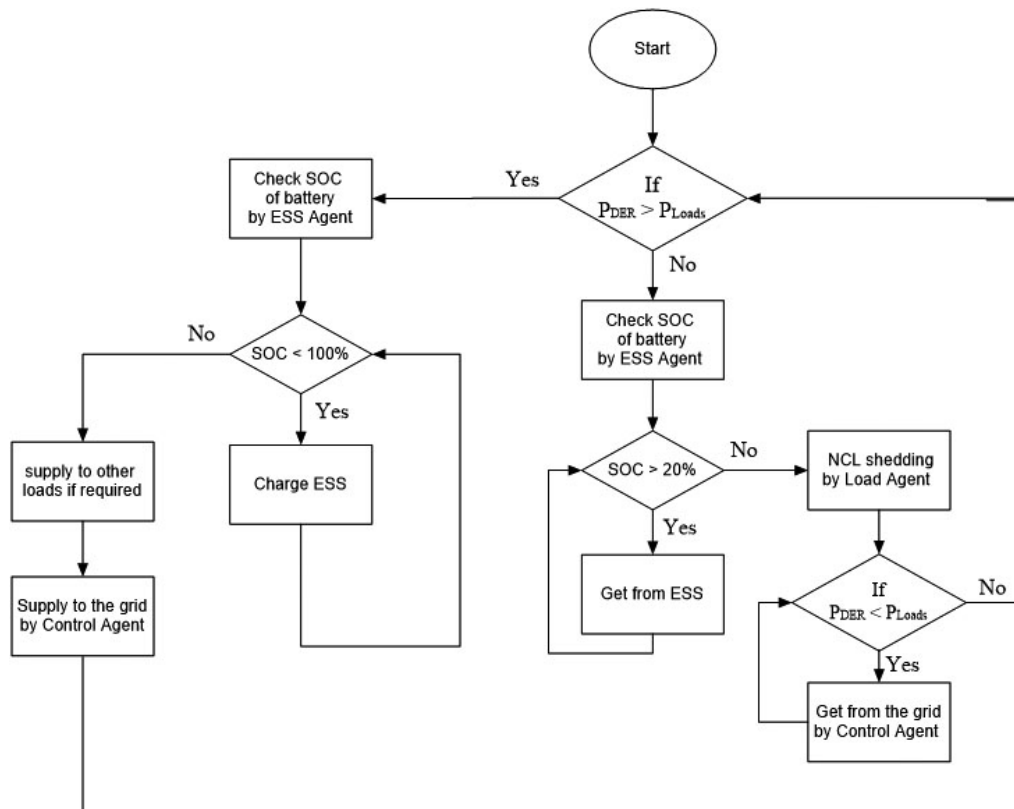 Start
If
PDER > PLoads
Yes
No
Check SOC
of battery
by ESS Agent
SOC < 100%
No
Yes
supply to other
loads if required
Charge ESS
Supply to the grid
by Control Agent
Check SOC
of battery
by ESS Agent
SOC > 20%
No
Yes
Get from ESS
NCL shedding
by Load Agent
If
PDER < PLoads
No
Yes
Get from the grid
by Control Agent